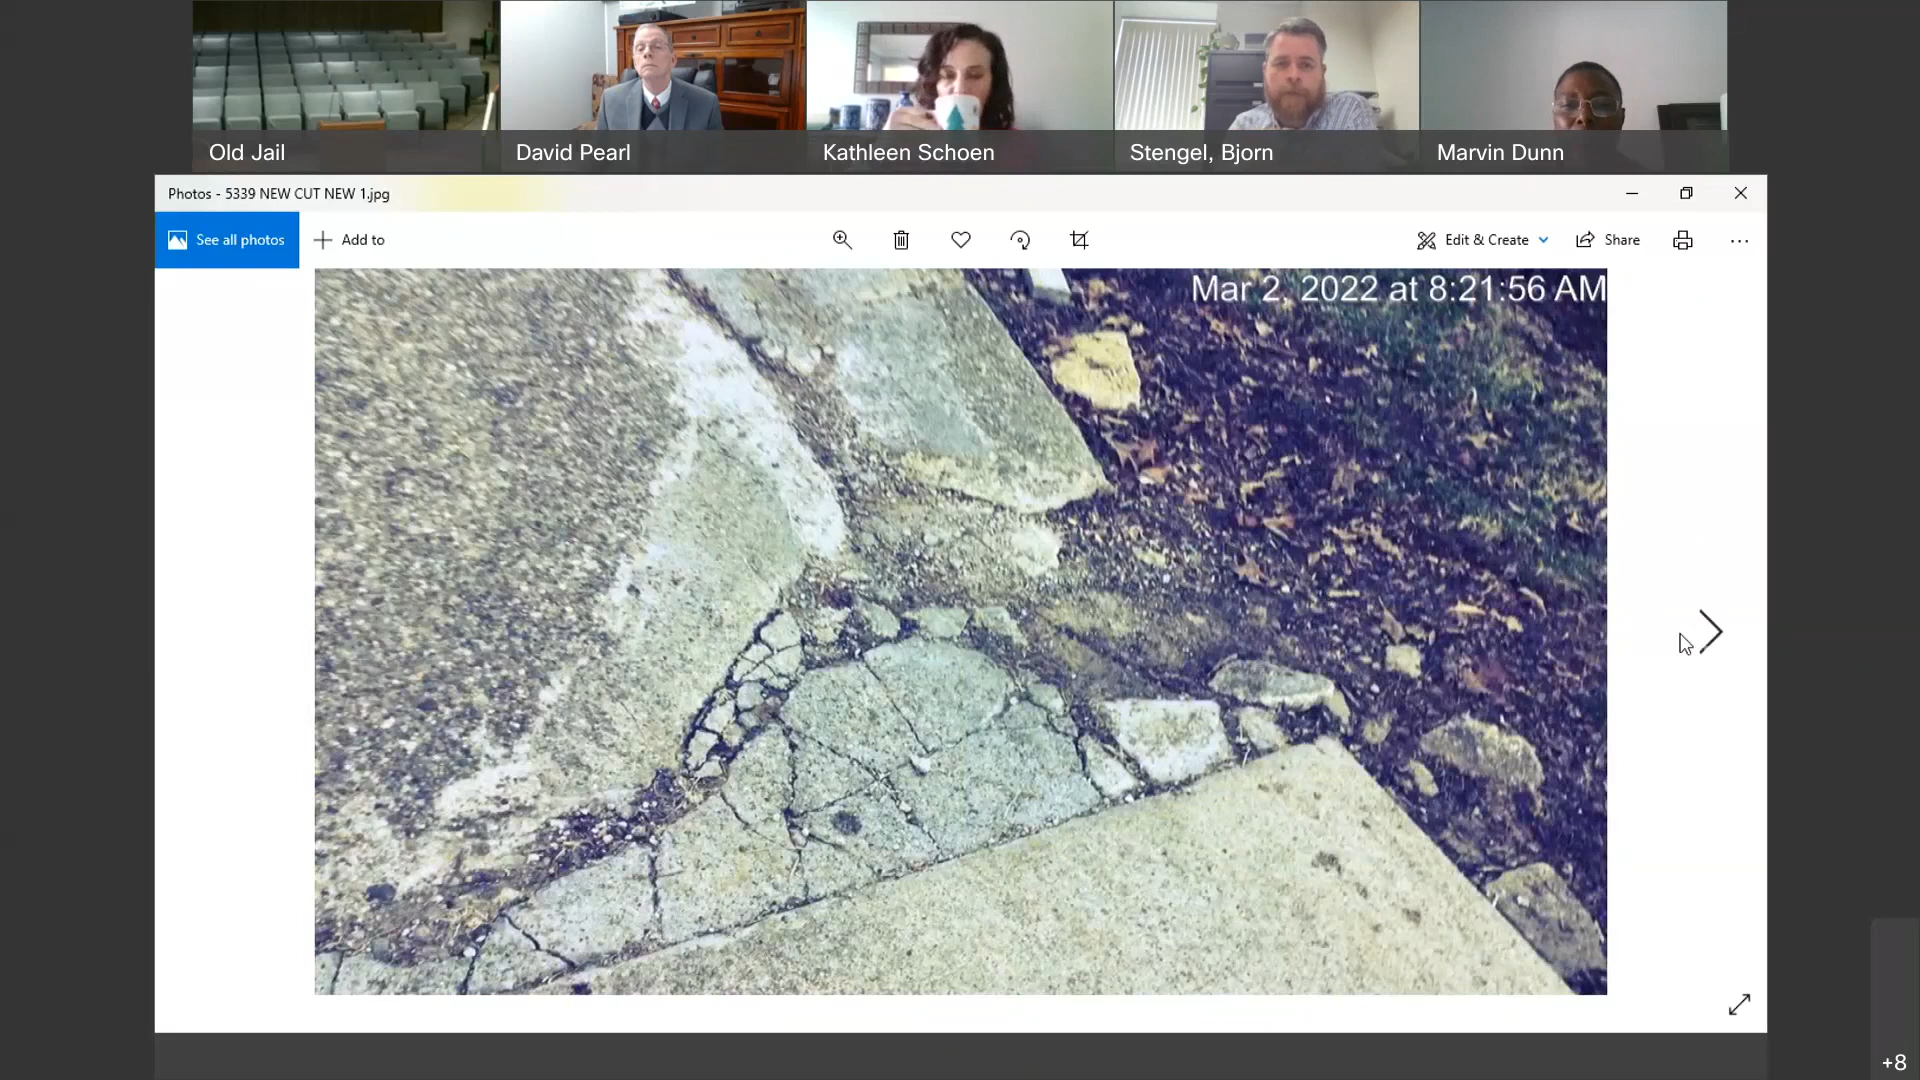 Old Jail
David Pearl
Kathleen Schoen
Stengel, Bjorn
Marvin Dunn
Photos - 5339 NEW CUT NEW 1.jpg
See all photos
Add to
Edit & Create
Share
Mar 2, 2022 at 8:21:56 AM
+8